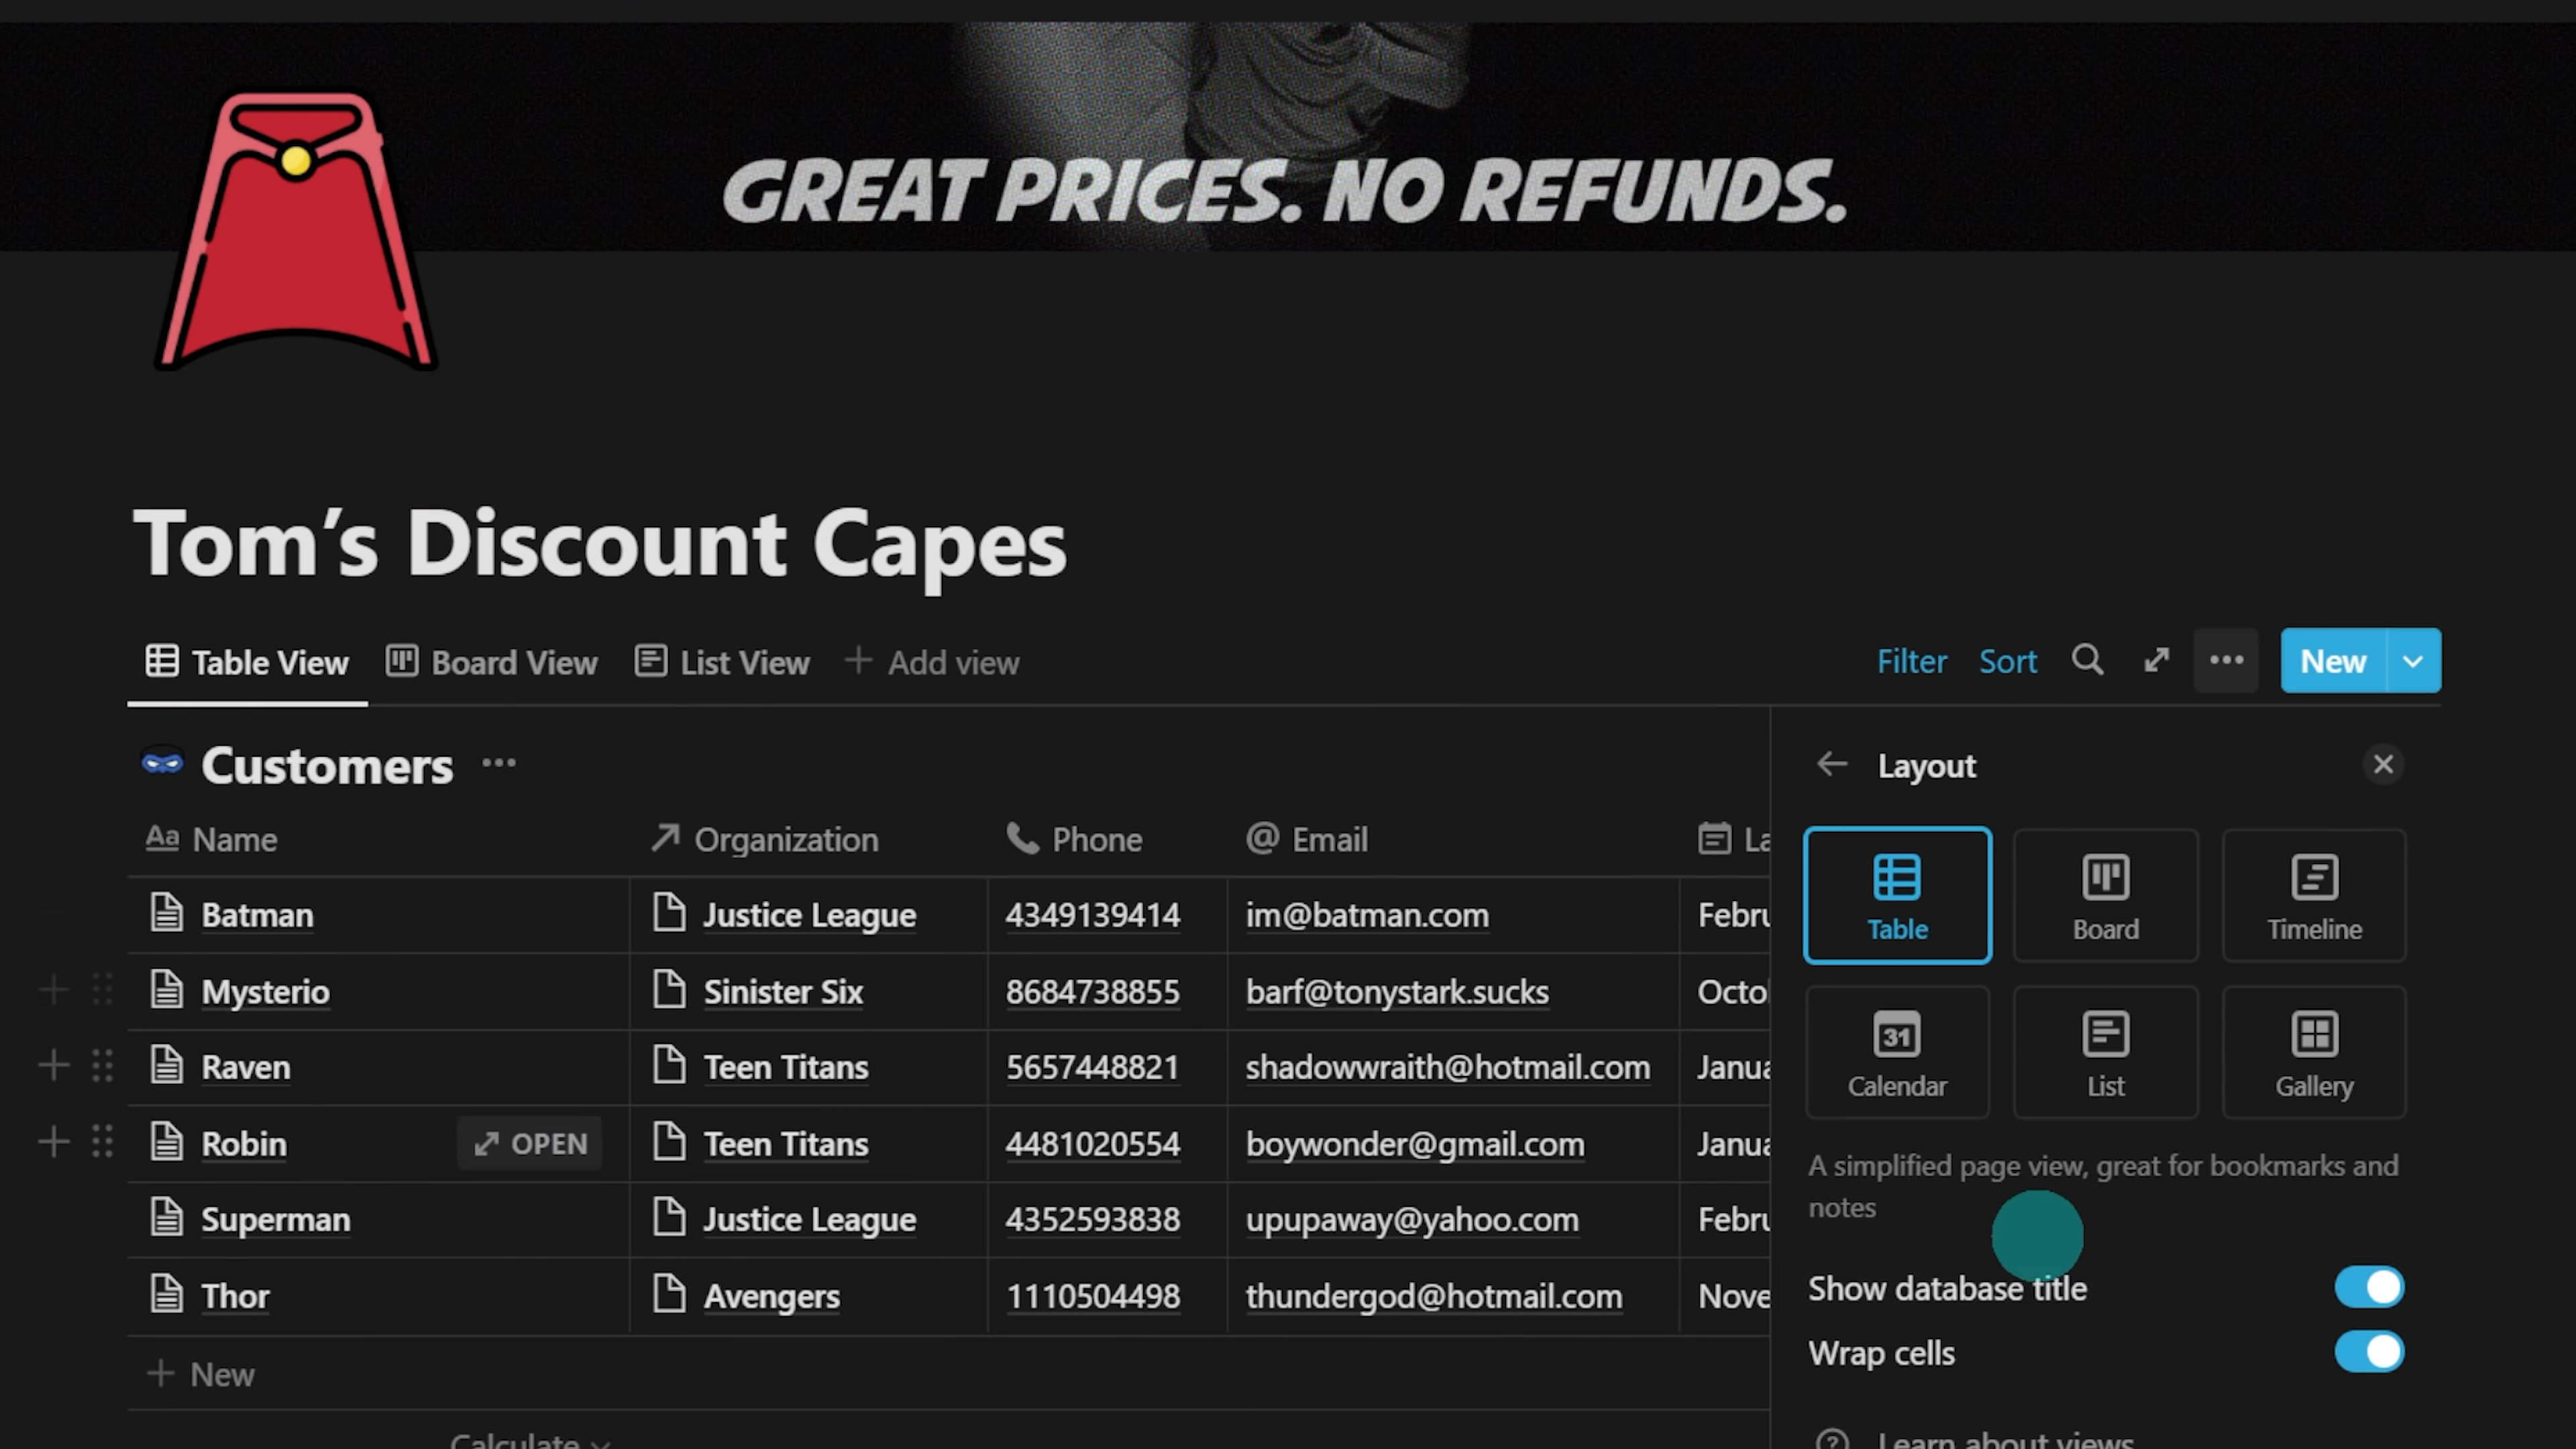 GREAT PRICES. NO REFUNDS.
Tom’s Discount Capes
Table View Board View List View + Add view Filter Sort New
Customers
Layout
Aa Name Organization Phone @ Email
Batman Justice League 4349139414 im@batman.com
Mysterio Sinister Six 8684738855 barf@tonystark.sucks
Raven Teen Titans 5657448821 shadowwraith@hotmail.com
Robin OPEN Teen Titans 4481020554 boywonder@gmail.com
Superman Justice League 4352593838 upupaway@yahoo.com
Thor Avengers 1110504498 thundergod@hotmail.com
+ New
Calculate
Table Board Timeline
31
Calendar List Gallery
A simplified page view, great for bookmarks and
notes
Show database title
Wrap cells
Learn about views